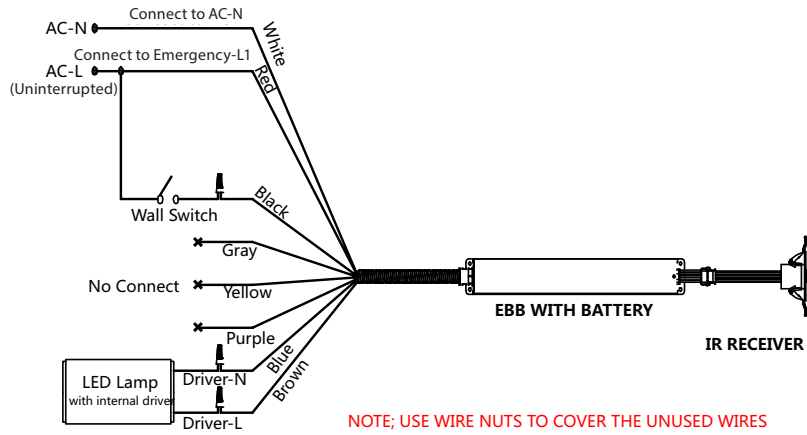 Connect to AC-N
AC-N
White
Connect to Emergency-L1
AC-L
(Uninterrupted)
Red
Black
Wall Switch
Gray
No Connect
Yellow
Purple
EBB WITH BATTERY
IR RECEIVER
Blue
Brown
LED Lamp
with internal driver
Driver-N
Driver-L
NOTE; USE WIRE NUTS TO COVER THE UNUSED WIRES